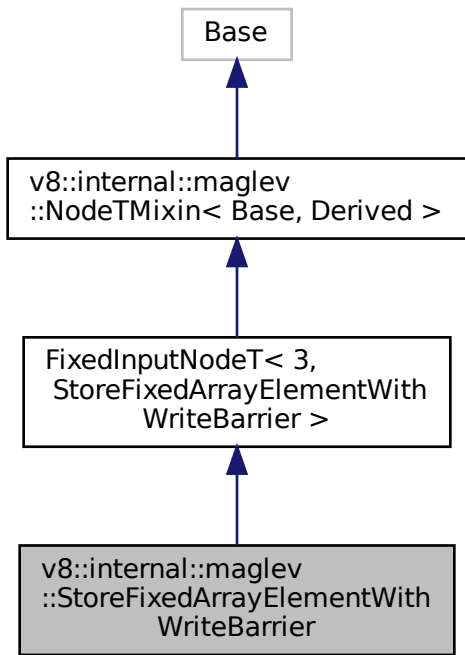 Base
v8::internal::maglev
::NodeTMixin< Base, Derived >
FixedInputNodeT< 3,
StoreFixedArrayElementWith
WriteBarrier >
v8::internal::maglev
::StoreFixedArrayElementWith
WriteBarrier